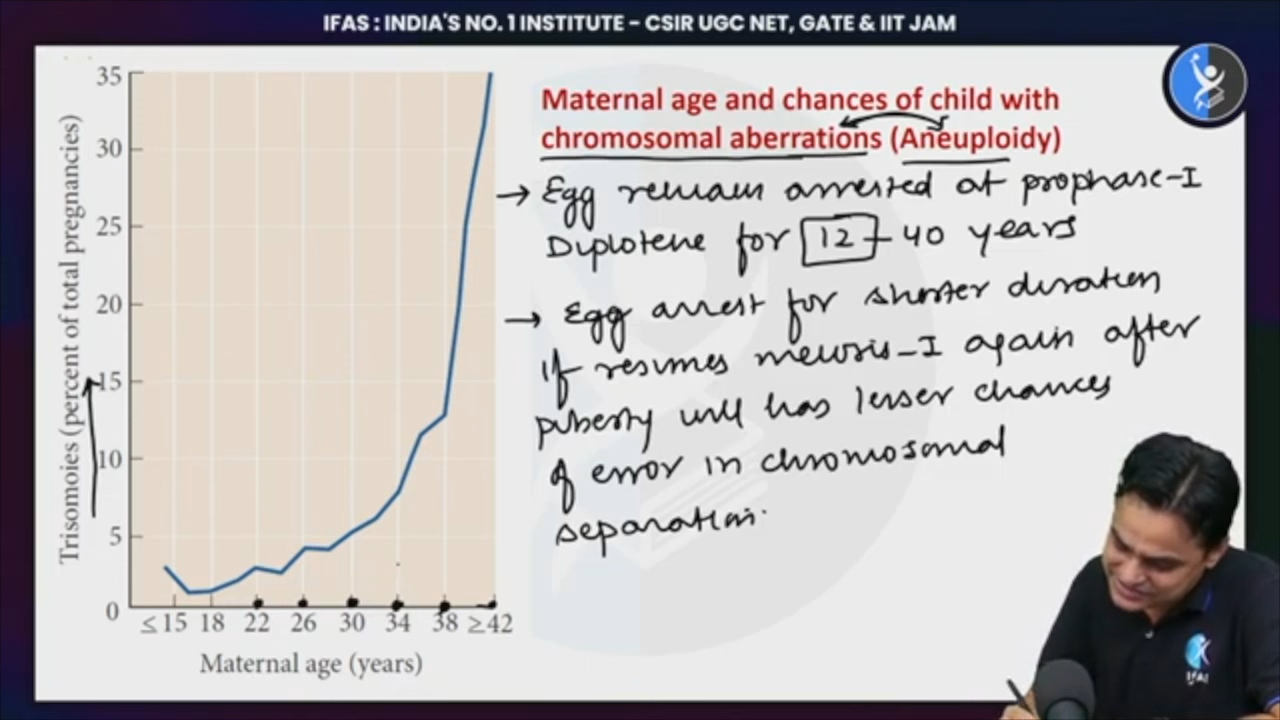 IFAS : INDIA'S NO. 1 INSTITUTE - CSIR UGC NET, GATE & IIT JAM
Maternal age and chances of child with
chromosomal aberrations (Aneuploidy)
→ Egg remain arrested at prophase-I
Diplotene for 12 - 40 years
→ Egg arrest for shorter duration
if resumes meiosis-I again after
puberty will has lesser chances
of error in chromosomal
separation.
Trisomoies (percent of total pregnancies)
35
30
25
20
15
10
5
0
≤15 18 22 26 30 34 38 ≥42
Maternal age (years)
IFAS